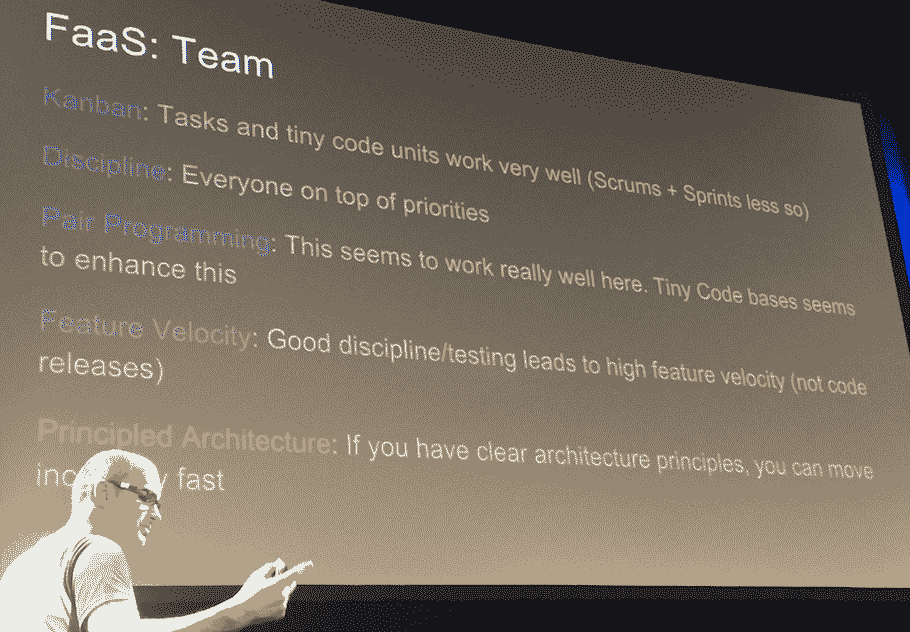 FaaS: Team
Kanban: Tasks and tiny code units work very well (Scrums + Sprints less so)
Discipline: Everyone on top of priorities
Pair Programming: This seems to work really well here. Tiny Code bases seems
to enhance this
Feature Velocity: Good discipline/testing leads to high feature velocity (not code
releases)
Principled Architecture: If you have clear architecture principles, you can move
fast